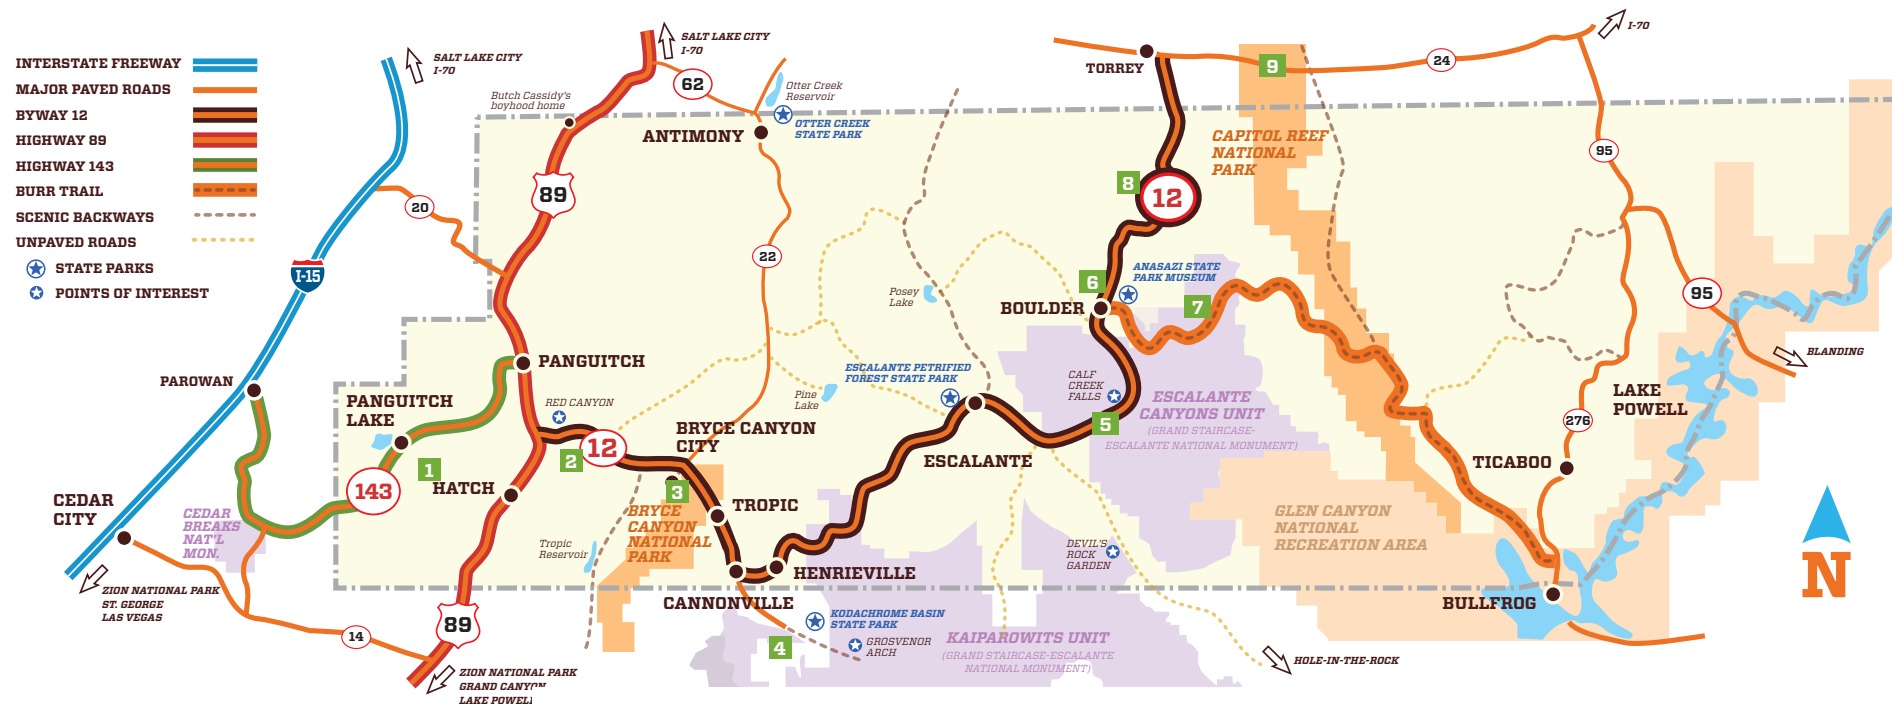 INTERSTATE FREEWAY
MAJOR PAVED ROADS
BYWAY 12
HIGHWAY 89
HIGHWAY 143
BURR TRAIL
SCENIC BACKWAYS
UNPAVED ROADS
STATE PARKS
POINTS OF INTEREST
SALT LAKE CITY
I-70
SALT LAKE CITY
I-70
I-70
Butch Cassidy's
boyhood home
62
Otter Creek
Reservoir
OTTER CREEK
STATE PARK
ANTIMONY
TORREY
9
24
95
CAPITOL REEF
NATIONAL
PARK
8
12
89
20
22
I-15
ANASAZI STATE
PARK MUSEUM
6
BOULDER
7
Posey
Lake
95
BLANDING
PANGUITCH
PAROWAN
PANGUITCH
LAKE
RED CANYON
ESCALANTE PETRIFIED
FOREST STATE PARK
Pine
Lake
CALF
CREEK
FALLS
5
ESCALANTE
CANYONS UNIT
(GRAND STAIRCASE-
ESCALANTE NATIONAL MONUMENT)
LAKE
POWELL
276
TICABOO
BRYCE CANYON
CITY
12
2
1
143
HATCH
3
ESCALANTE
TROPIC
CEDAR
CITY
CEDAR
BREAKS
NAT'L
MON.
BRYCE
CANYON
NATIONAL
PARK
Tropic
Reservoir
GLEN CANYON
NATIONAL
RECREATION AREA
DEVIL'S
ROCK
GARDEN
HENRIEVILLE
CANNONVILLE
BULLFROG
N
ZION NATIONAL PARK
ST. GEORGE
LAS VEGAS
14
89
KODACHROME BASIN
STATE PARK
4
GROSVENOR
ARCH
KAIPAROWITS UNIT
(GRAND STAIRCASE-ESCALANTE
NATIONAL MONUMENT)
HOLE-IN-THE-ROCK
ZION NATIONAL PARK
GRAND CANYON
LAKE POWELL